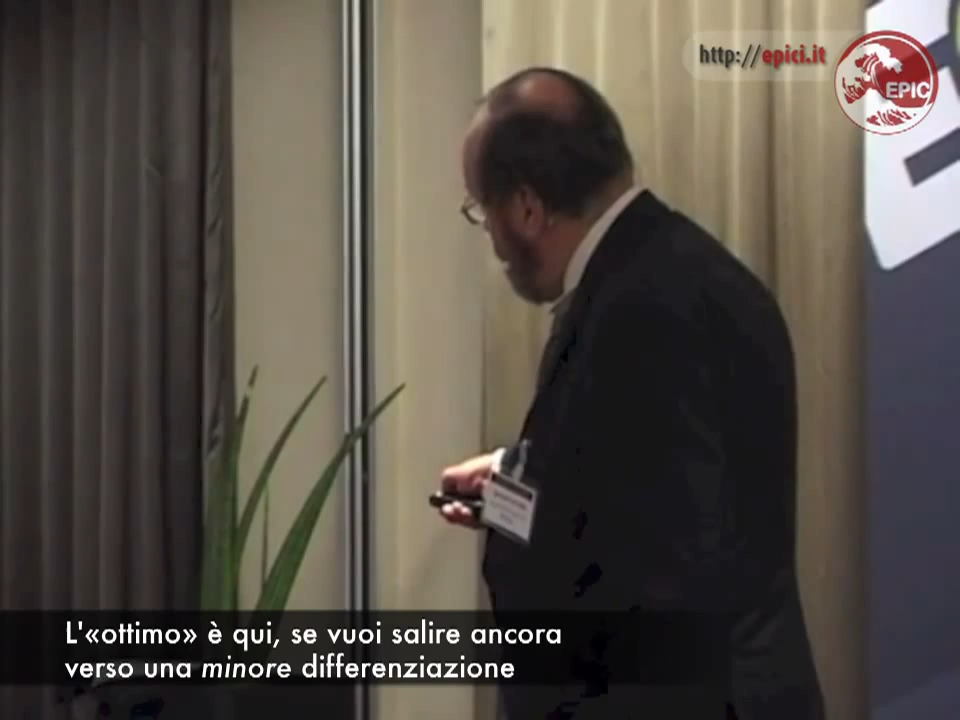 http://epici.it
EPIC
L'«ottimo» è qui, se vuoi salire ancora
verso una minore differenziazione